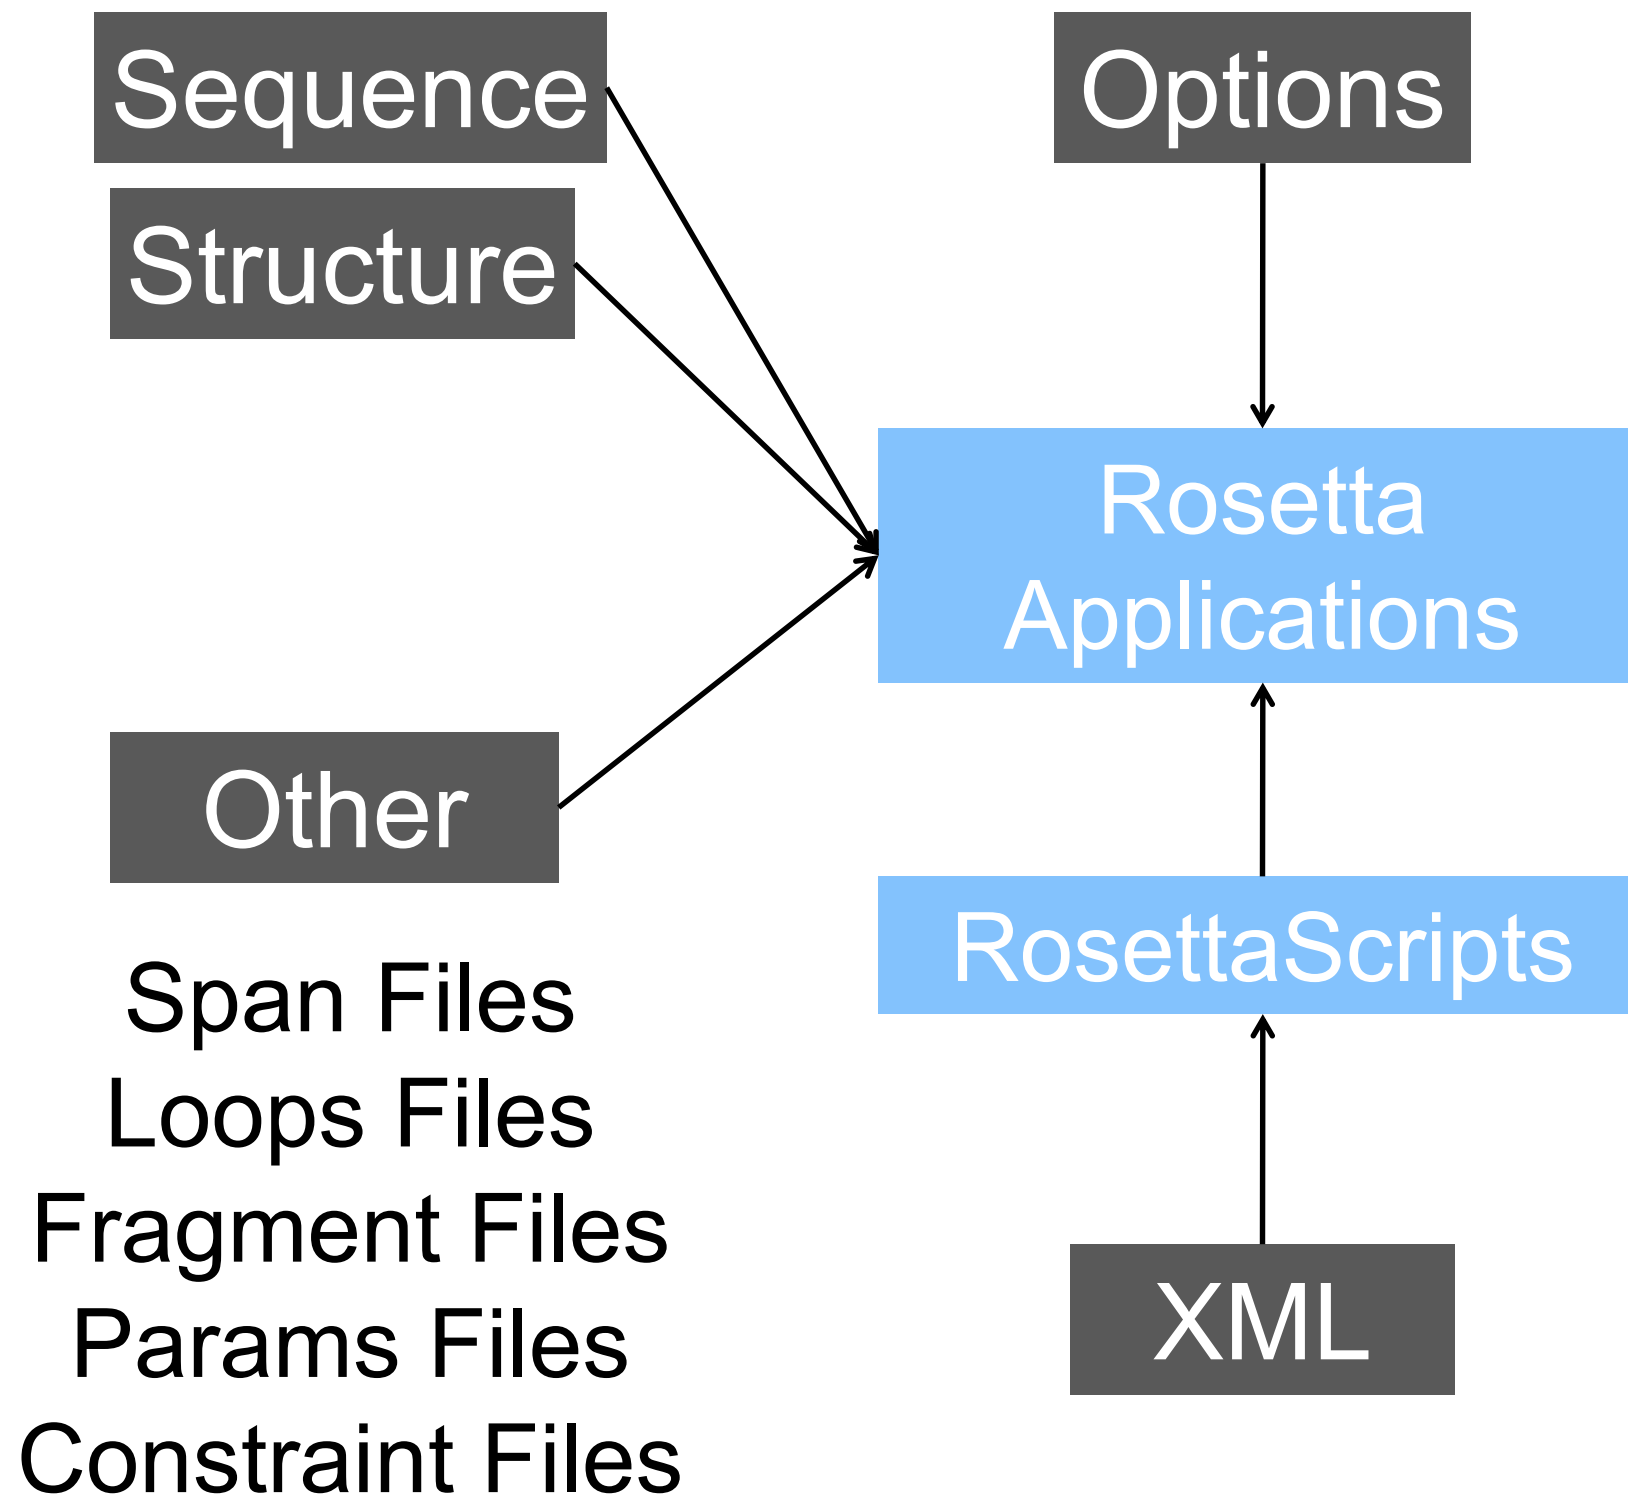 Sequence
Structure
Options
Rosetta
Applications
Other
RosettaScripts
Span Files
Loops Files
Fragment Files
Params Files
Constraint Files
XML